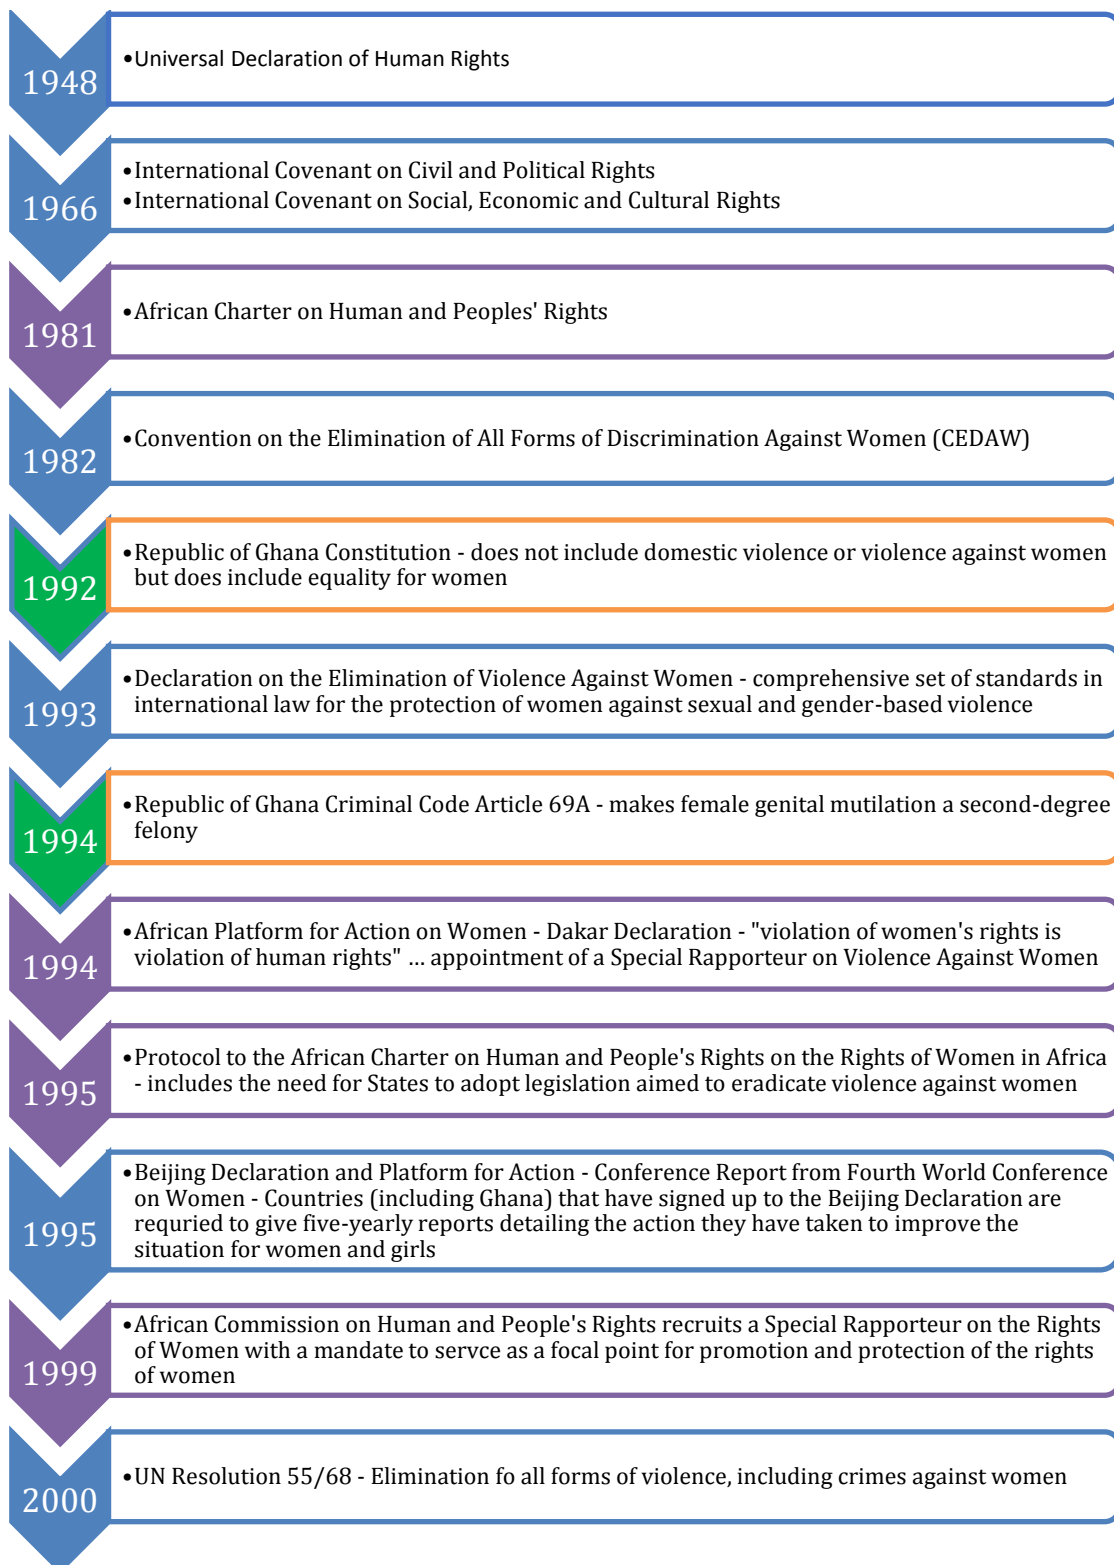 1948
•Universal Declaration of Human Rights
1966
•International Covenant on Civil and Political Rights
•International Covenant on Social, Economic and Cultural Rights
1981
•African Charter on Human and Peoples' Rights
1982
•Convention on the Elimination of All Forms of Discrimination Against Women (CEDAW)
1992
•Republic of Ghana Constitution - does not include domestic violence or violence against women
but does include equality for women
1993
•Declaration on the Elimination of Violence Against Women - comprehensive set of standards in
international law for the protection of women against sexual and gender-based violence
1994
•Republic of Ghana Criminal Code Article 69A - makes female genital mutilation a second-degree
felony
1994
•African Platform for Action on Women - Dakar Declaration - "violation of women's rights is
violation of human rights" ... appointment of a Special Rapporteur on Violence Against Women
1995
•Protocol to the African Charter on Human and People's Rights on the Rights of Women in Africa
- includes the need for States to adopt legislation aimed to eradicate violence against women
1995
•Beijing Declaration and Platform for Action - Conference Report from Fourth World Conference
on Women - Countries (including Ghana) that have signed up to the Beijing Declaration are
requried to give five-yearly reports detailing the action they have taken to improve the
situation for women and girls
1999
•African Commission on Human and People's Rights recruits a Special Rapporteur on the Rights
of Women with a mandate to servce as a focal point for promotion and protection of the rights
of women
2000
•UN Resolution 55/68 - Elimination fo all forms of violence, including crimes against women